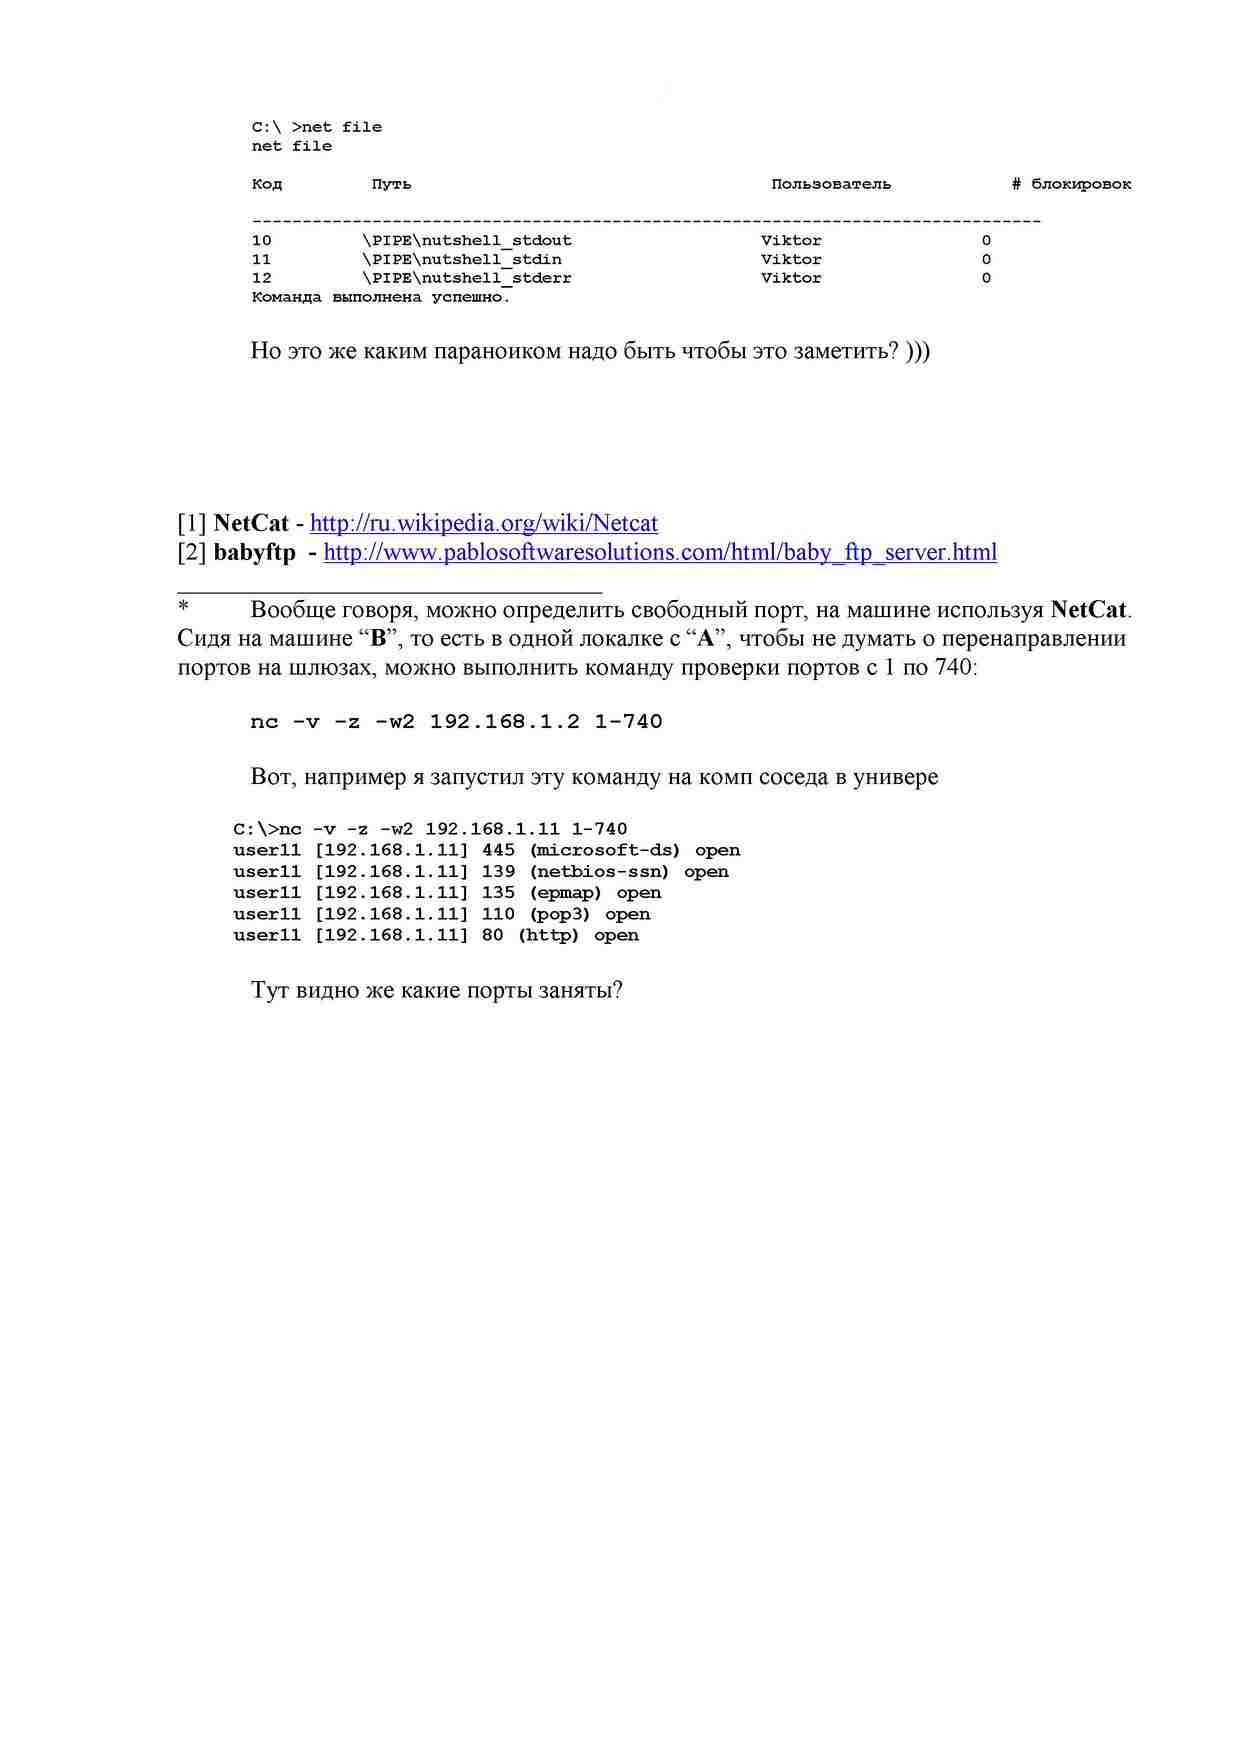 C:\ >net file
net file
Код Путь Пользователь # блокировок
-------------------------------------------------------------------------------
10 \PIPE\nutshell_stdout Viktor 0
11 \PIPE\nutshell_stdin Viktor 0
12 \PIPE\nutshell_stderr Viktor 0
Команда выполнена успешно.
Но это же каким параноиком надо быть чтобы это заметить? )))
[1] NetCat - http://ru.wikipedia.org/wiki/Netcat
[2] babyftp - http://www.pablosoftwaresolutions.com/html/baby_ftp_server.html
* Вообще говоря, можно определить свободный порт, на машине используя NetCat.
Сидя на машине “B”, то есть в одной локалке с “A”, чтобы не думать о перенаправлении
портов на шлюзах, можно выполнить команду проверки портов с 1 по 740:
nc -v -z -w2 192.168.1.2 1-740
Вот, например я запустил эту команду на комп соседа в универе
C:\>nc -v -z -w2 192.168.1.11 1-740
user11 [192.168.1.11] 445 (microsoft-ds) open
user11 [192.168.1.11] 139 (netbios-ssn) open
user11 [192.168.1.11] 135 (epmap) open
user11 [192.168.1.11] 110 (pop3) open
user11 [192.168.1.11] 80 (http) open
Тут видно же какие порты заняты?